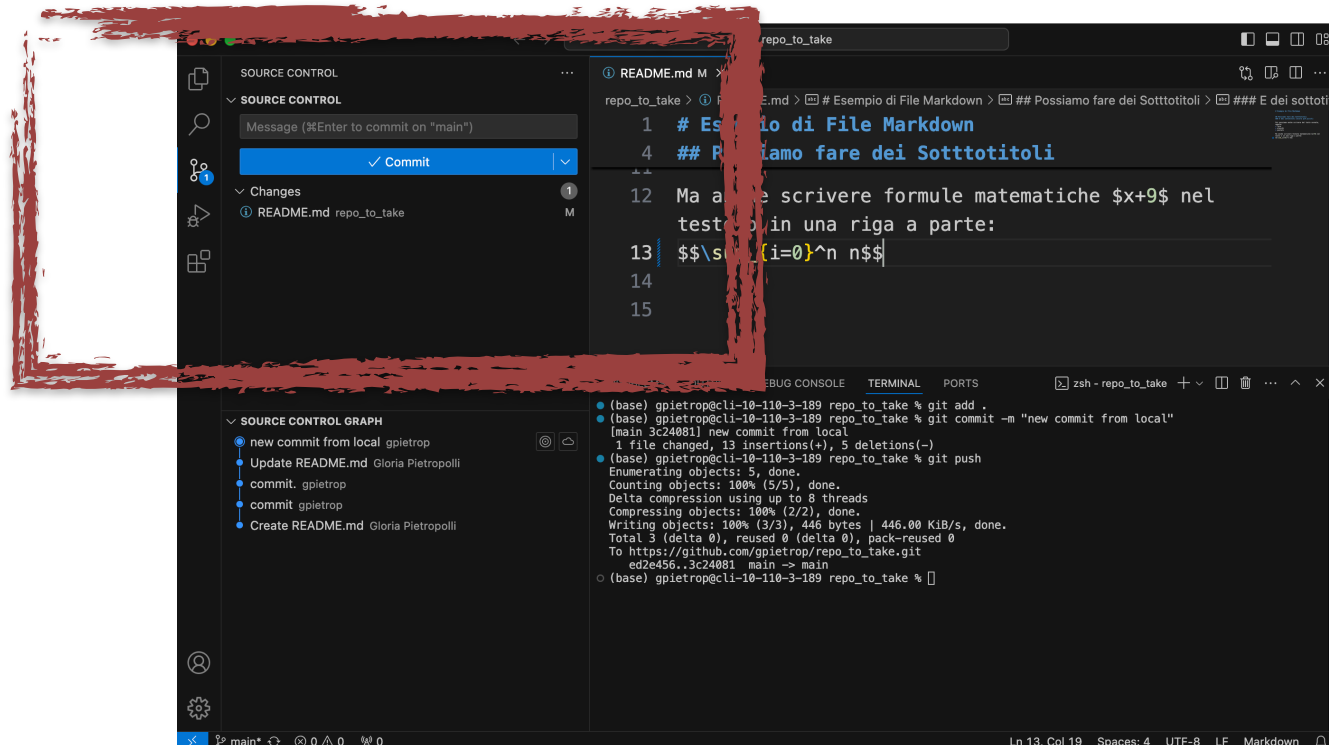 repo_to_take
SOURCE CONTROL
SOURCE CONTROL
Message (⌘Enter to commit on "main")
Commit
Changes
1
README.md repo_to_take
M
1
README.md M
repo_to_take > .md > # Esempio di File Markdown > ## Possiamo fare dei Sotttotitoli > ### E dei sottoti
1 # Es io di File Markdown
4 ## P iamo fare dei Sotttotitoli
11
12 Ma a e scrivere formule matematiche $x+9$ nel
test in una riga a parte:
13 $$\s {i=0}^n n$$
14
15
EBUG CONSOLE TERMINAL PORTS
zsh - repo_to_take
(base) gpietrop@cli-10-110-3-189 repo_to_take % git add .
(base) gpietrop@cli-10-110-3-189 repo_to_take % git commit -m "new commit from local"
[main 3c24081] new commit from local
1 file changed, 13 insertions(+), 5 deletions(-)
(base) gpietrop@cli-10-110-3-189 repo_to_take % git push
Enumerating objects: 5, done.
Counting objects: 100% (5/5), done.
Delta compression using up to 8 threads
Compressing objects: 100% (2/2), done.
Writing objects: 100% (3/3), 446 bytes | 446.00 KiB/s, done.
Total 3 (delta 0), reused 0 (delta 0), pack-reused 0
To https://github.com/gpietrop/repo_to_take.git
ed2e456..3c24081 main -> main
(base) gpietrop@cli-10-110-3-189 repo_to_take %
SOURCE CONTROL GRAPH
new commit from local gpietrop
Update README.md Gloria Pietropolli
commit. gpietrop
commit gpietrop
Create README.md Gloria Pietropolli
main* 0 0 0
Ln 13, Col 19 Spaces: 4 UTF-8 LF Markdown